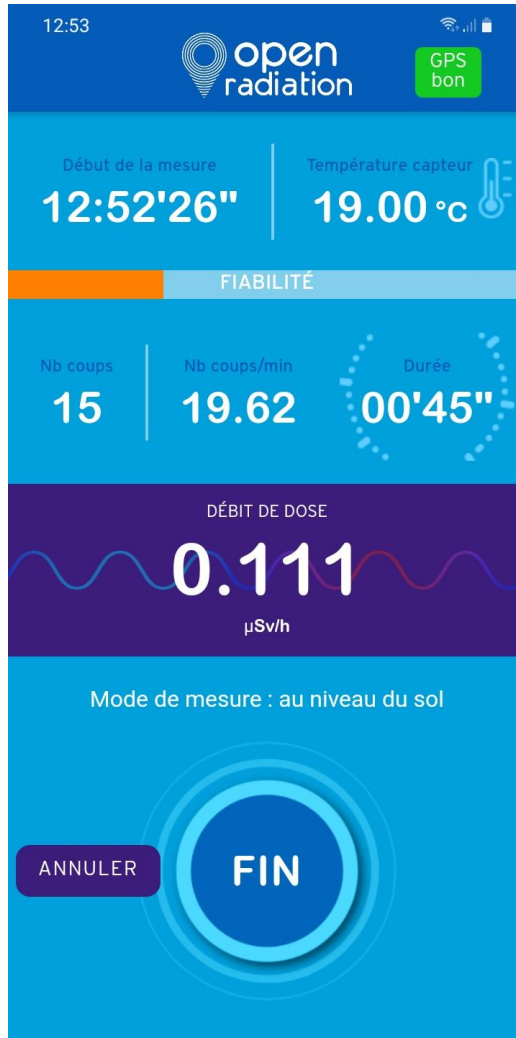 12:53
open
radiation
GPS
bon
Début de la mesure
12:52'26"
Température capteur
19.00 °C
FIABILITÉ
Nb coups
15
Nb coups/min
19.62
Durée
00'45"
DÉBIT DE DOSE
0.111
µSv/h
Mode de mesure : au niveau du sol
ANNULER
FIN